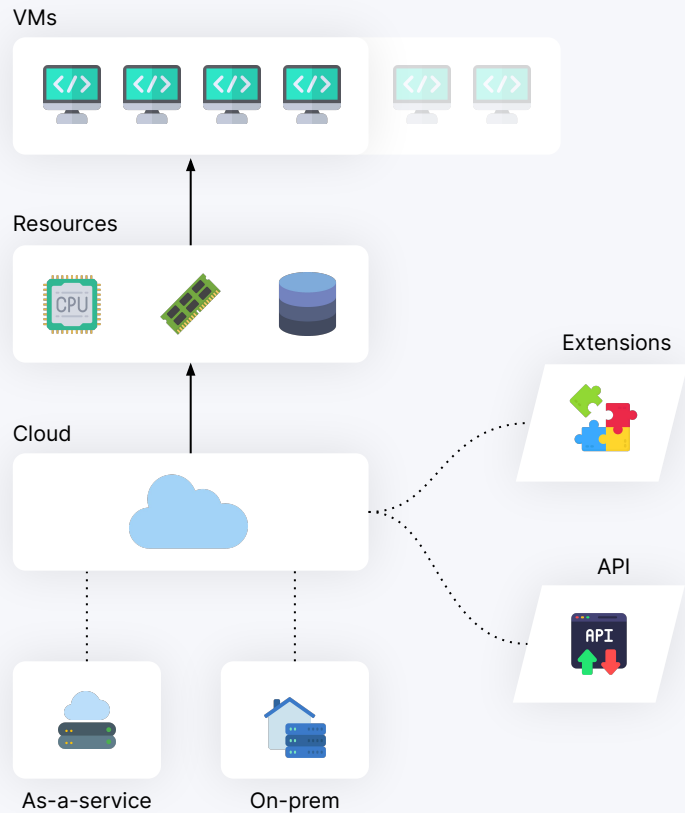 VMs
</>
</>
</>
</>
</>
</>
Resources
CPU
Extensions
Cloud
API
API
As-a-service
On-prem